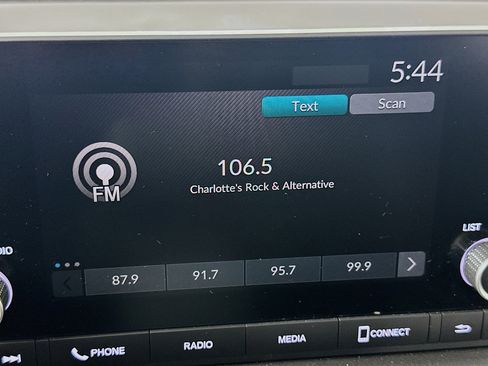 5:44
Text Scan
106.5
Charlotte's Rock & Alternative
FM
87.9 91.7 95.7 99.9
LIST
PHONE RADIO MEDIA CONNECT